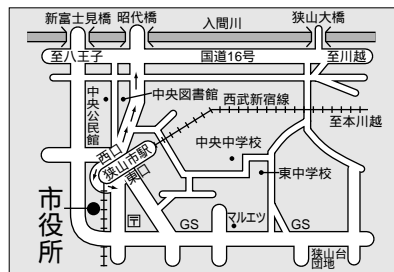 新富士見橋
昭代橋
入間川
狭山大橋
至八王子
国道16号
至川越
中央図書館
中央公民館
西武新宿線
至本川越
西口
狭山市駅
東口
中央中学校
東中学校
市役所
〒
GS
マルエツ
GS
狭山台
団地